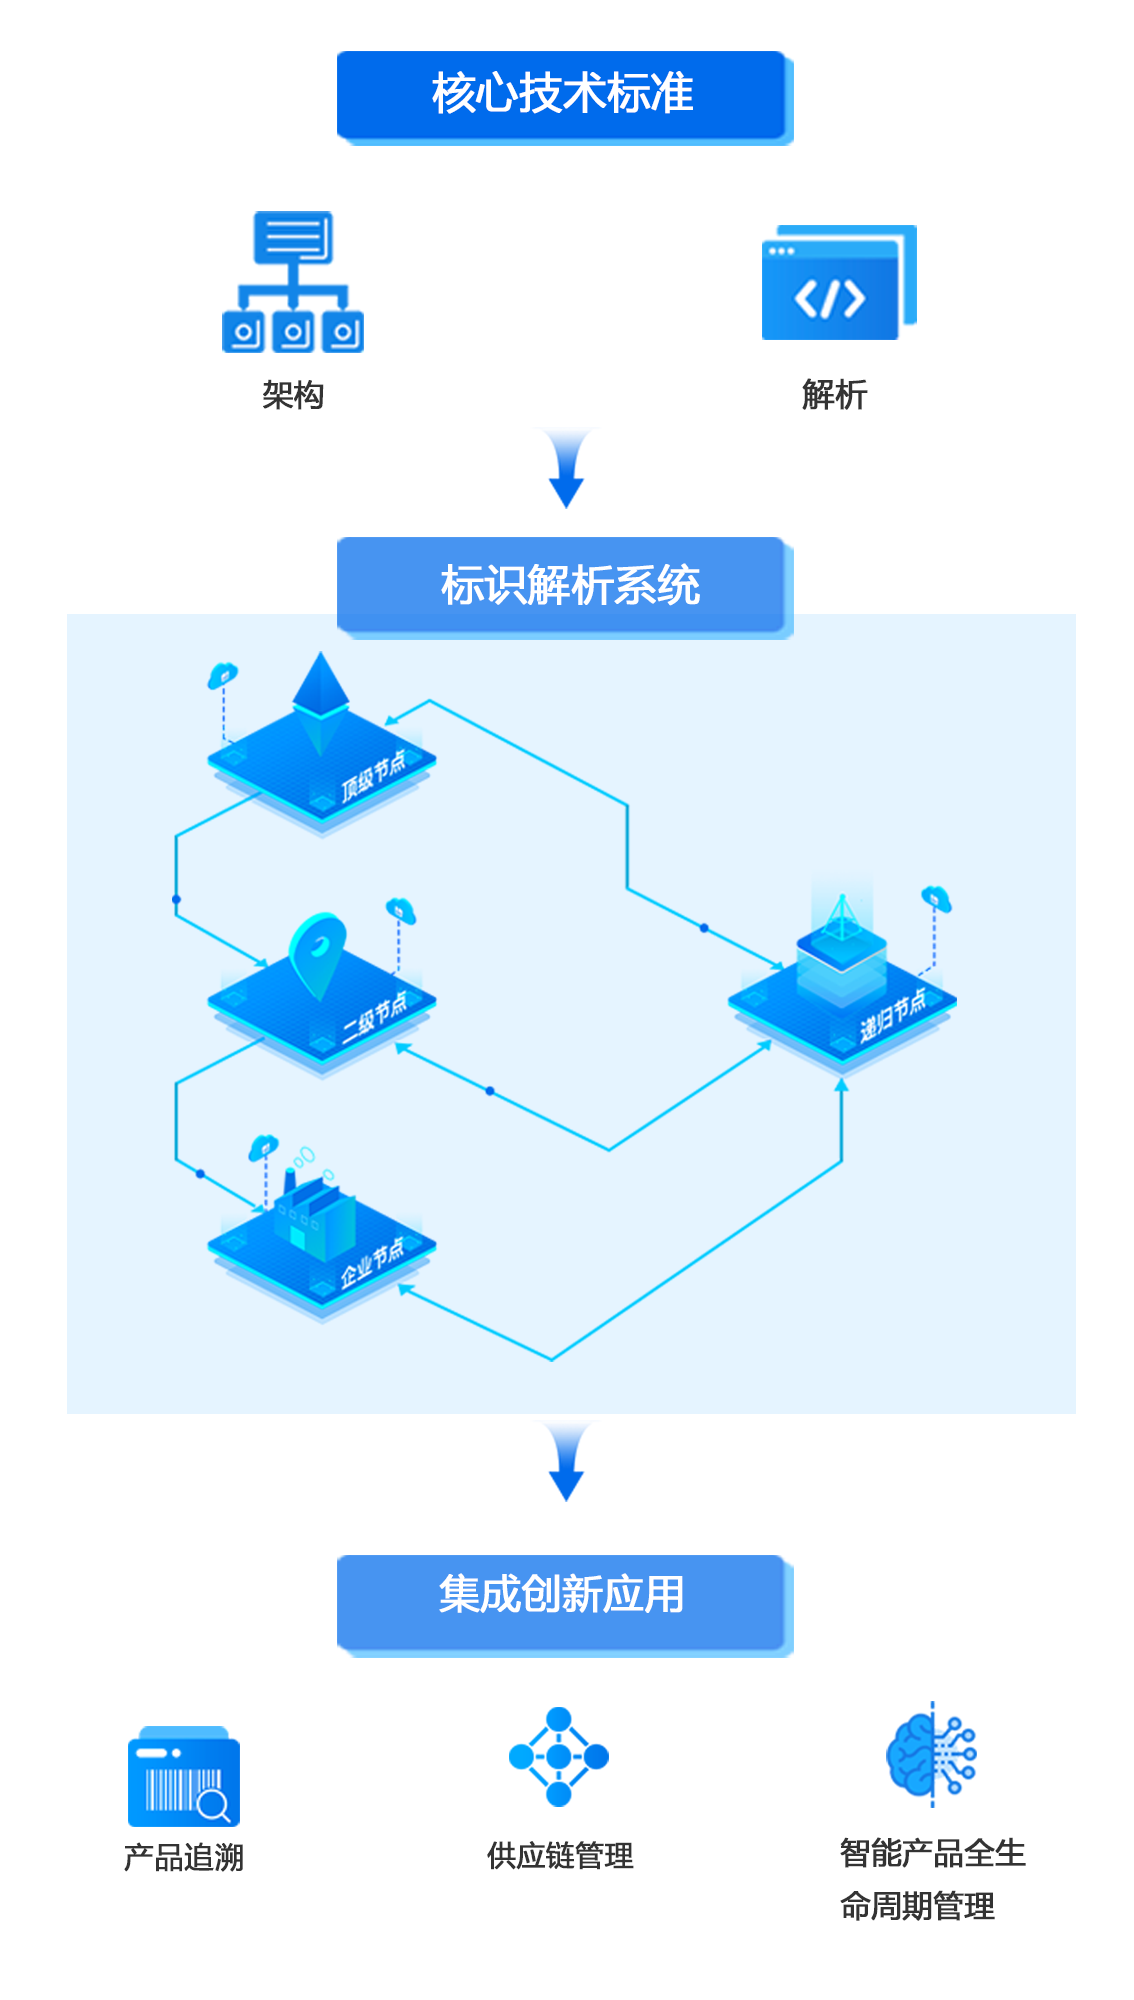 核心技术标准
架构
解析
标识解析系统
顶级节点
二级节点
递归节点
企业节点
集成创新应用
产品追溯
供应链管理
智能产品全生
命周期管理